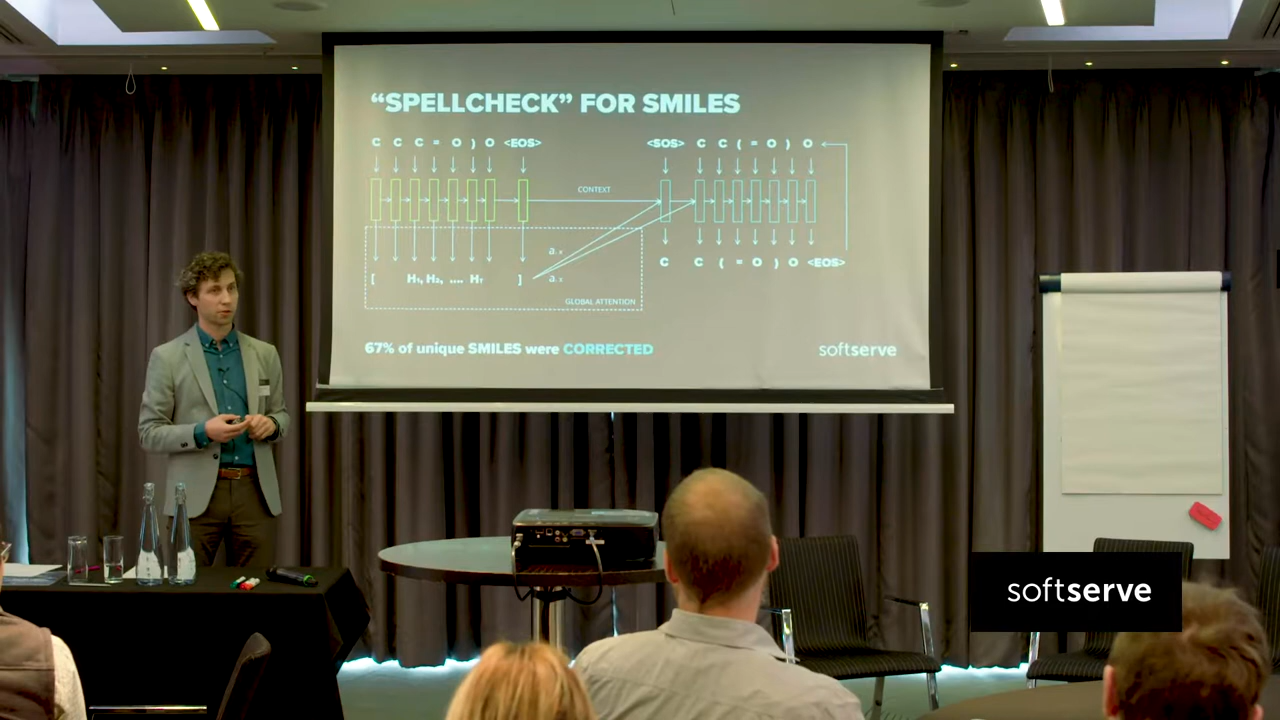 “SPELLCHECK” FOR SMILES
C C C = O ) O <EOS>
<SOS> C C ( = O ) O
CONTEXT
a.x
a.x
[ H₁, H₂, .... Hт ]
C C ( = O ) O <EOS>
GLOBAL ATTENTION
67% of unique SMILES were CORRECTED
softserve
softserve